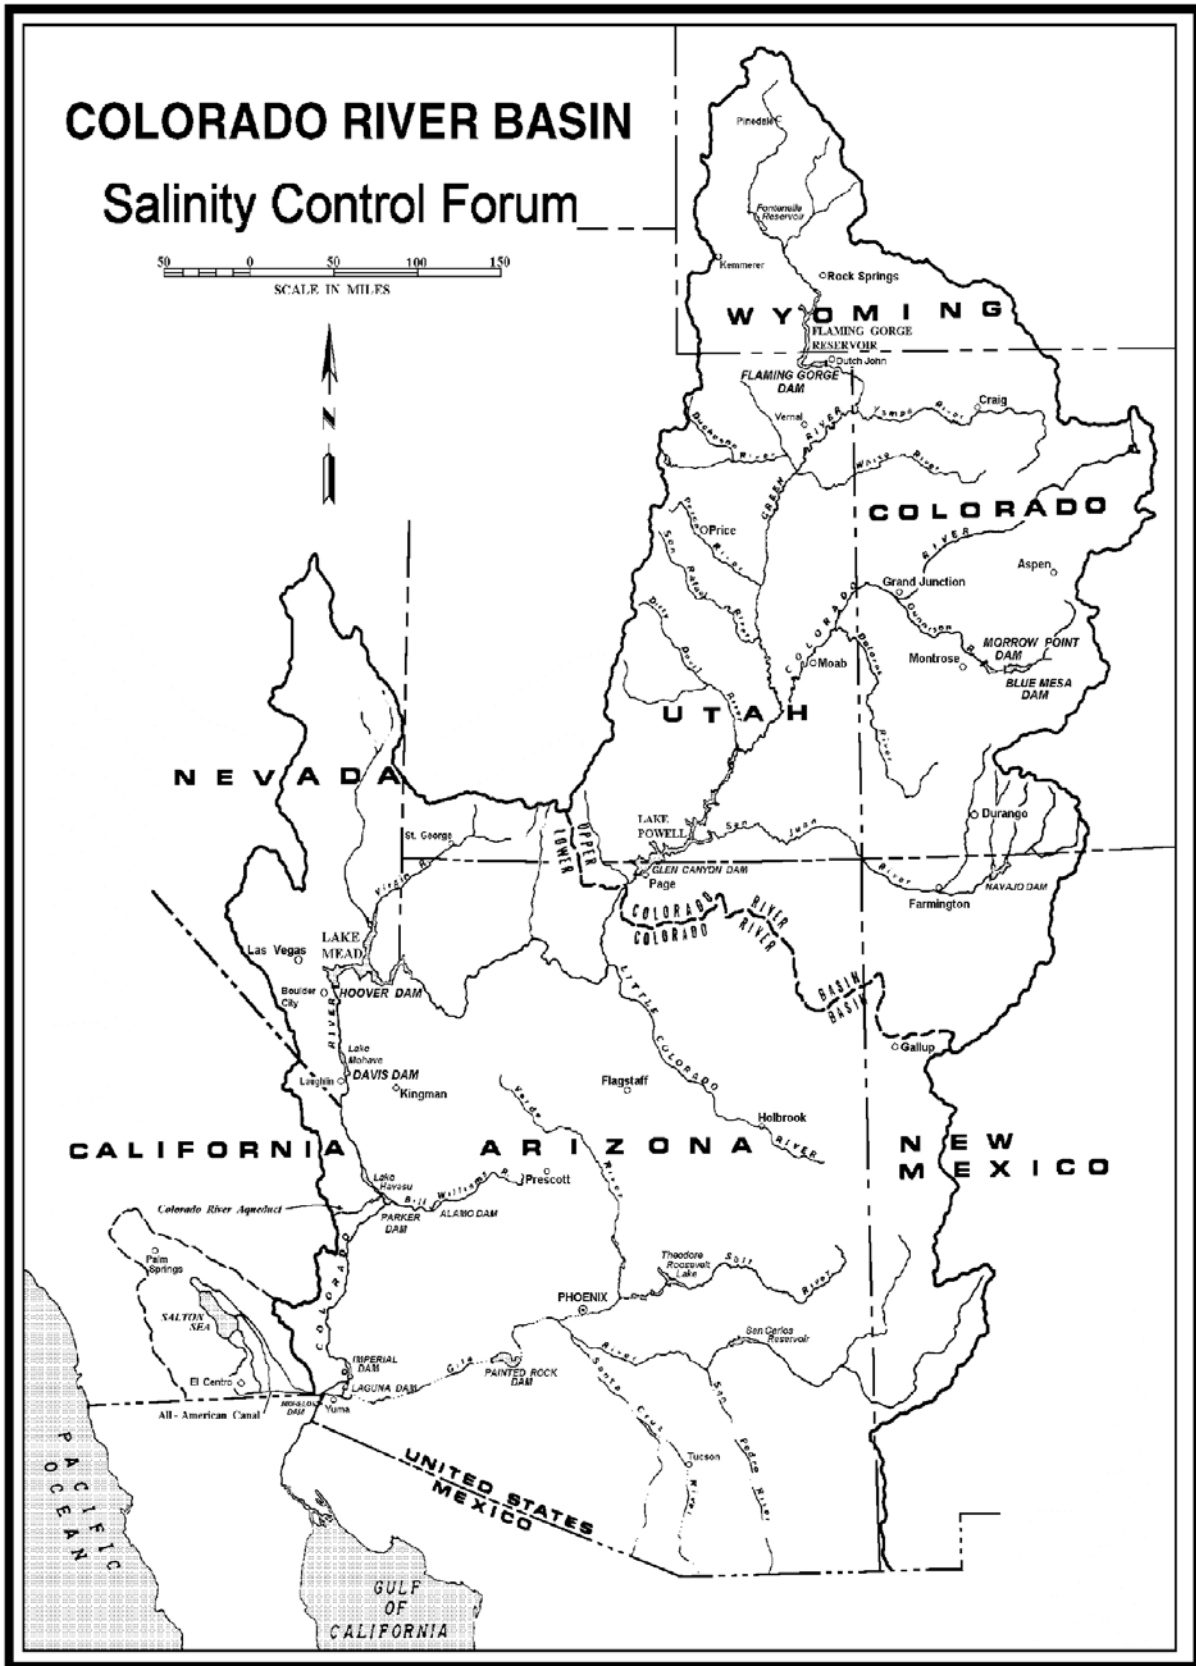 COLORADO RIVER BASIN
Salinity Control Forum
50 0 50 100 150
SCALE IN MILES
N
Pinedale
Fontenelle
Reservoir
Kemmerer
Rock Springs
WYOMING
FLAMING GORGE
RESERVOIR
Dutch John
FLAMING GORGE
DAM
Craig
Vernal
Yampa River
Duchesne
River
GREEN RIVER
White River
COLORADO
Price
Price River
San Rafael River
RIVER
Aspen
Grand Junction
Dirty Devil River
COLORADO
Gunnison R.
MORROW POINT
DAM
Moab
Montrose
BLUE MESA
DAM
Dolores River
UTAH
NEVADA
LAKE
POWELL
San Juan River
Durango
St. George
UPPER
LOWER
GLEN CANYON DAM
Page
NAVAJO DAM
Farmington
Virgin R.
COLORADO RIVER BASIN
COLORADO RIVER BASIN
LAKE
MEAD
Las Vegas
Boulder
City
HOOVER DAM
RIVER
LITTLE COLORADO RIVER
Gallup
Lake
Mohave
DAVIS DAM
Laughlin
Kingman
Flagstaff
Verde River
Holbrook
CALIFORNIA
ARIZONA
NEW
MEXICO
Lake
Havasu
Bill Williams R.
Prescott
Colorado River Aqueduct
PARKER
DAM
ALAMO DAM
COLORADO
Palm
Springs
Theodore
Roosevelt
Lake
Salt River
PHOENIX
SALTON
SEA
San Carlos
Reservoir
IMPERIAL
DAM
Gila
River
PAINTED ROCK
DAM
El Centro
LAGUNA DAM
MORELOS
DAM
Yuma
All-American Canal
Santa Cruz River
San Pedro River
Tucson
UNITED STATES
MEXICO
PACIFIC
OCEAN
GULF
OF
CALIFORNIA